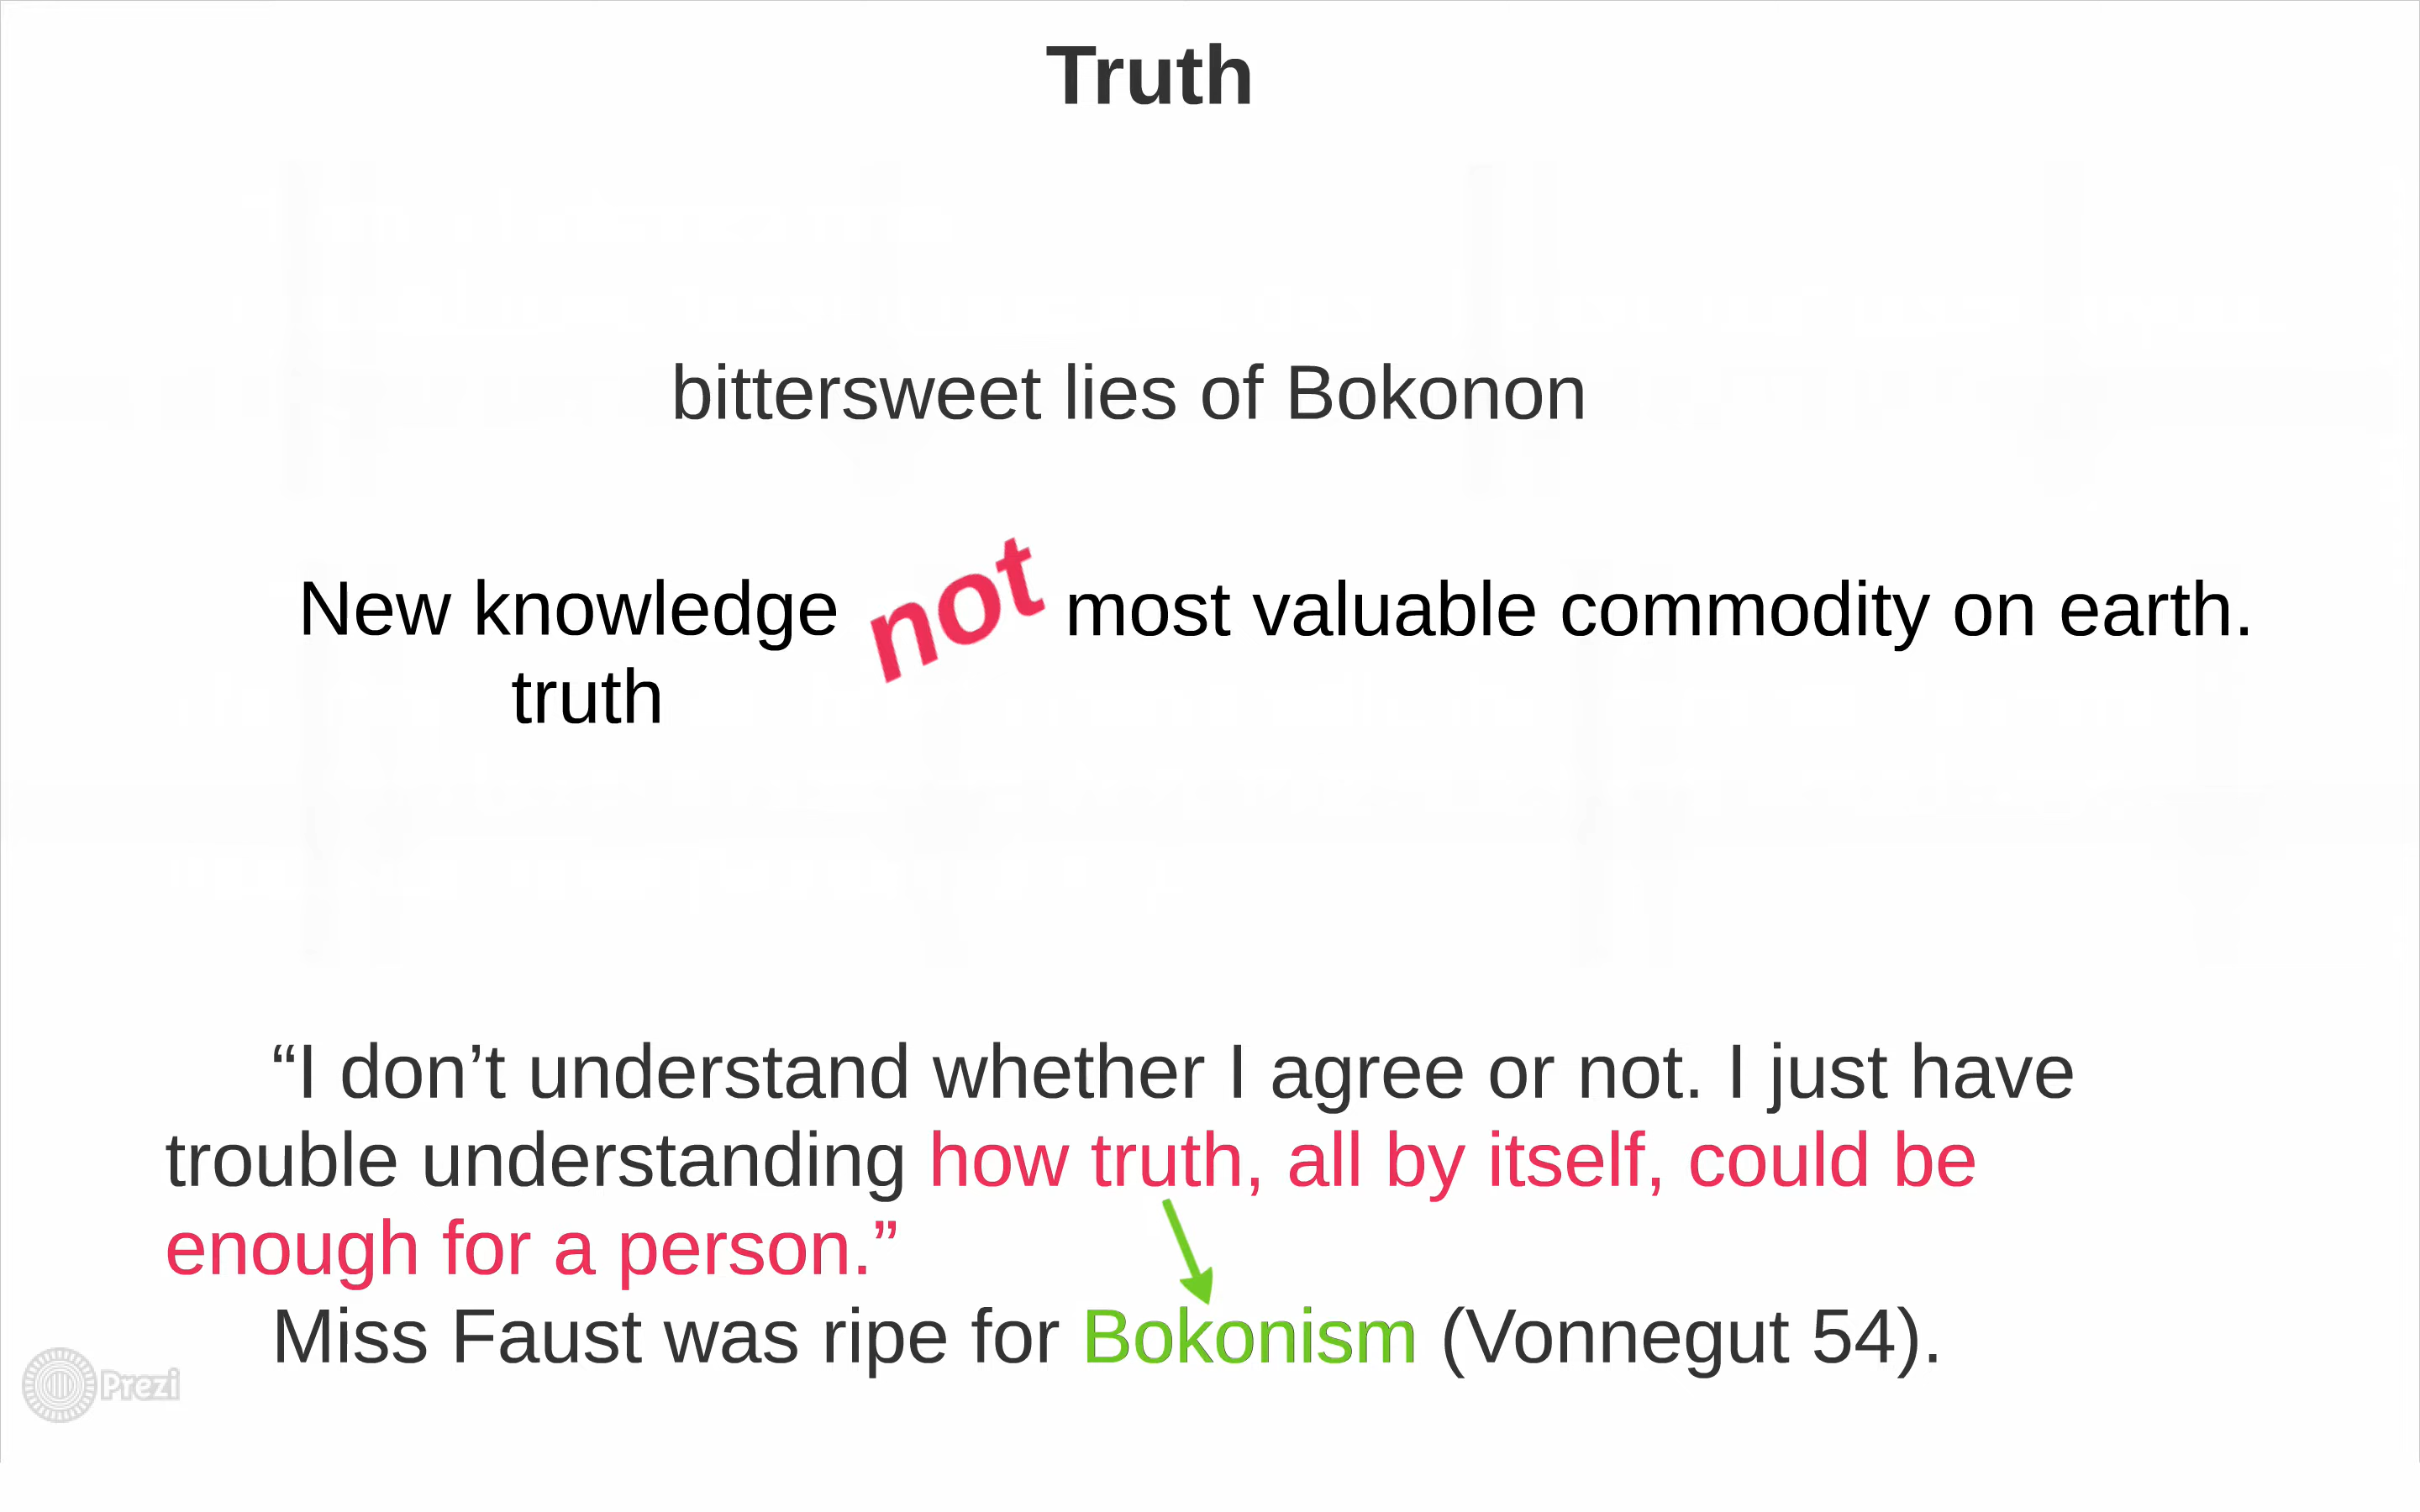 Truth
bittersweet lies of Bokonon
New knowledge not most valuable commodity on earth.
truth
“I don’t understand whether I agree or not. I just have
trouble understanding how truth, all by itself, could be
enough for a person.”
Miss Faust was ripe for Bokonism (Vonnegut 54).
Prezi